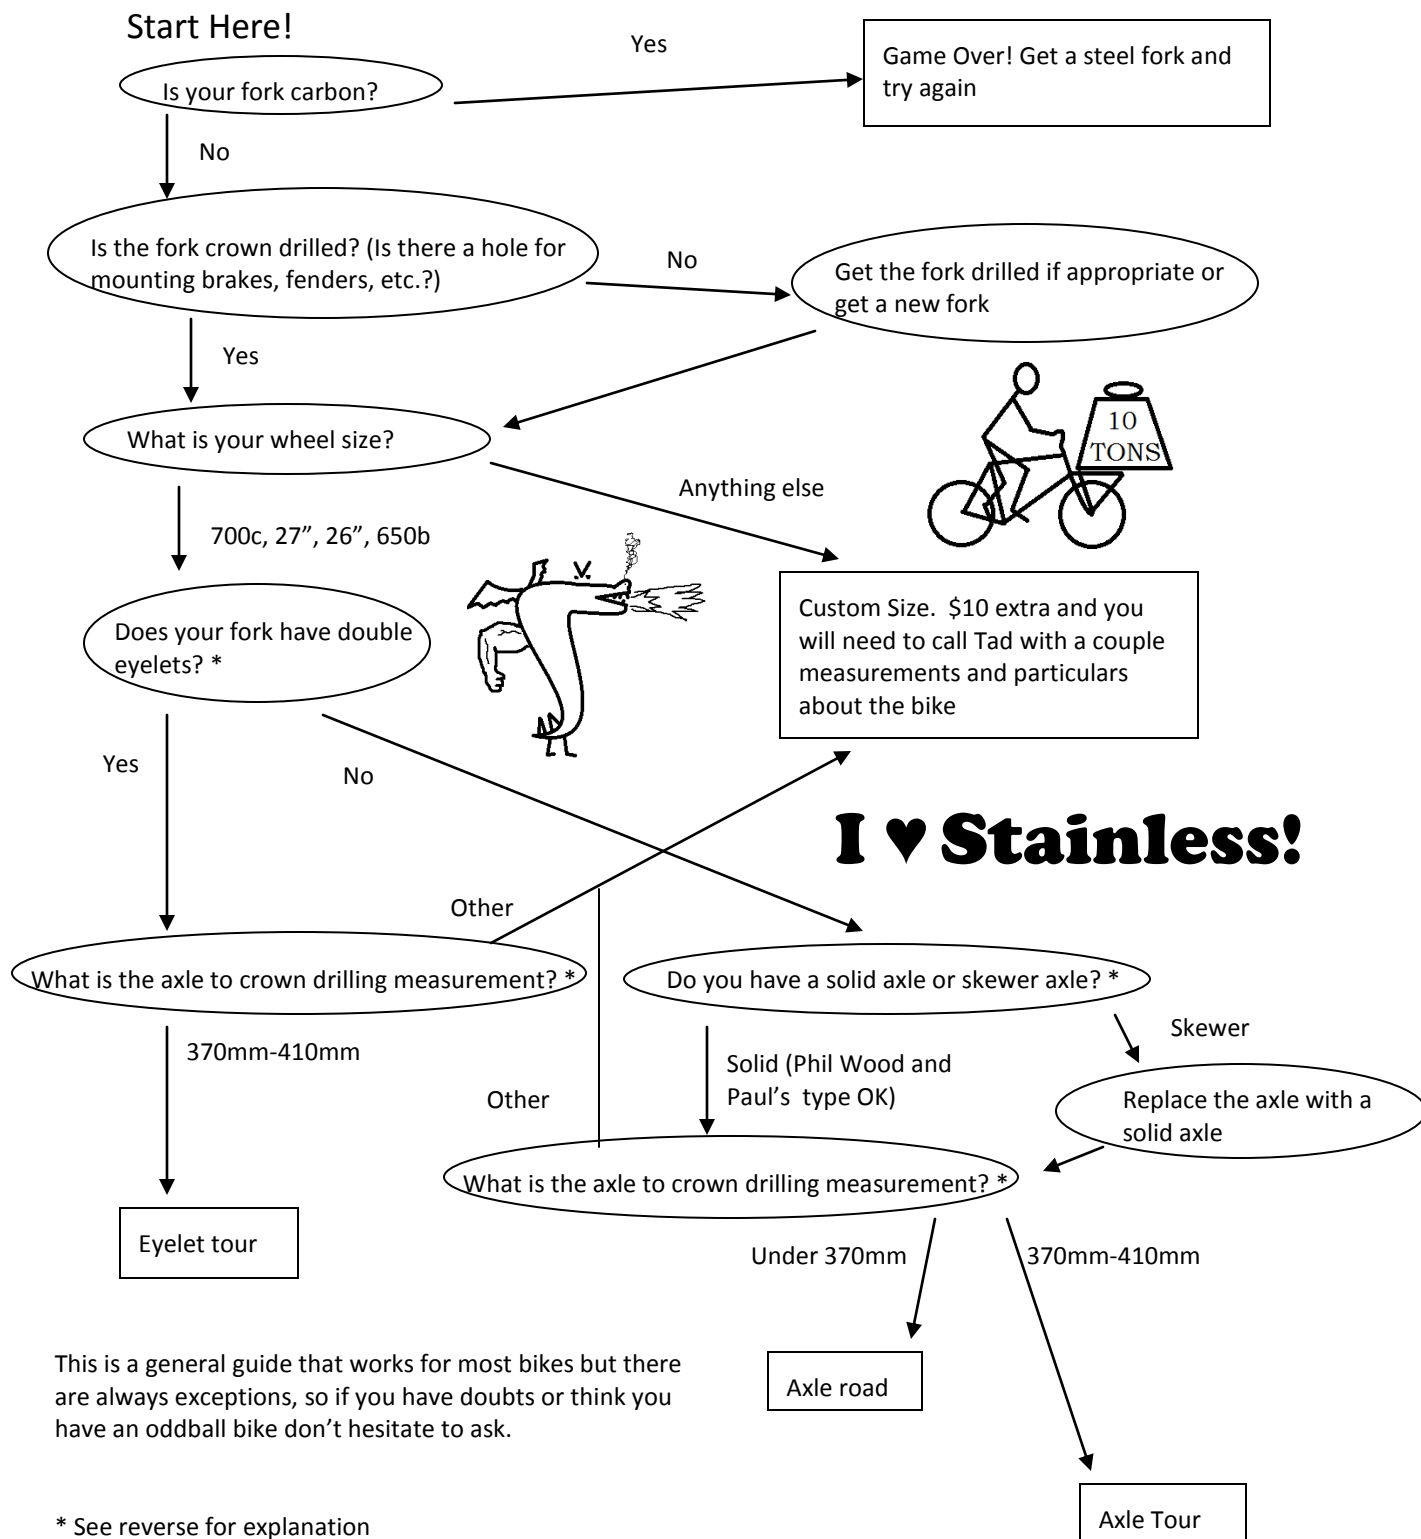 Start Here!
Is your fork carbon?
Yes
Game Over! Get a steel fork and
try again
No
Is the fork crown drilled? (Is there a hole for
mounting brakes, fenders, etc.?)
No
Get the fork drilled if appropriate or
get a new fork
Yes
What is your wheel size?
10
TONS
Anything else
700c, 27”, 26”, 650b
Custom Size.  $10 extra and you
will need to call Tad with a couple
measurements and particulars
about the bike
Does your fork have double
eyelets? *
Yes
No
I ♥ Stainless!
Other
What is the axle to crown drilling measurement? *
Do you have a solid axle or skewer axle? *
370mm-410mm
Skewer
Solid (Phil Wood and
Paul’s  type OK)
Other
Replace the axle with a
solid axle
What is the axle to crown drilling measurement? *
Eyelet tour
Under 370mm
370mm-410mm
Axle road
This is a general guide that works for most bikes but there
are always exceptions, so if you have doubts or think you
have an oddball bike don’t hesitate to ask.
Axle Tour
* See reverse for explanation